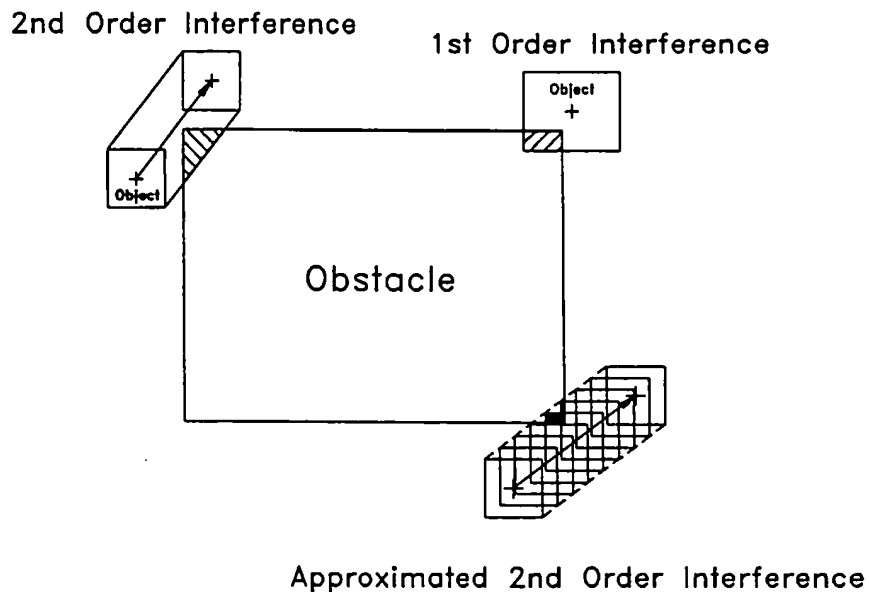 2nd Order Interference
1st Order Interference
Object
Object
Obstacle
Approximated 2nd Order Interference